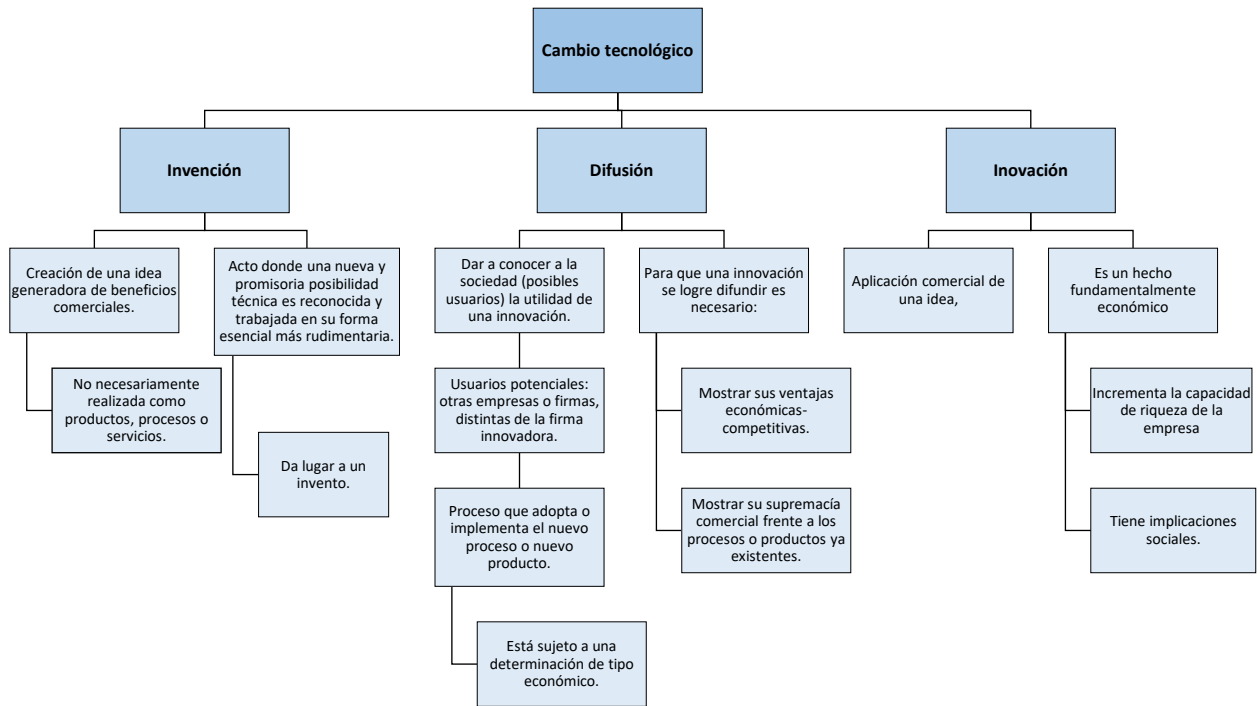 Cambio tecnológico
Invención
Creación de una idea
generadora de beneficios
comerciales.
No necesariamente
realizada como
productos, procesos o
servicios.
Acto donde una nueva y
promisoria posibilidad
técnica es reconocida y
trabajada en su forma
esencial más rudimentaria.
Da lugar a un
invento.
Difusión
Dar a conocer a la
sociedad (posibles
usuarios) la utilidad de
una innovación.
Usuarios potenciales:
otras empresas o firmas,
distintas de la firma
innovadora.
Proceso que adopta o
implementa el nuevo
proceso o nuevo
producto.
Está sujeto a una
determinación de tipo
económico.
Para que una innovación
se logre difundir es
necesario:
Mostrar sus ventajas
económicas-
competitivas.
Mostrar su supremacía
comercial frente a los
procesos o productos ya
existentes.
Inovación
Aplicación comercial de
una idea,
Es un hecho
fundamentalmente
económico
Incrementa la capacidad
de riqueza de la
empresa
Tiene implicaciones
sociales.